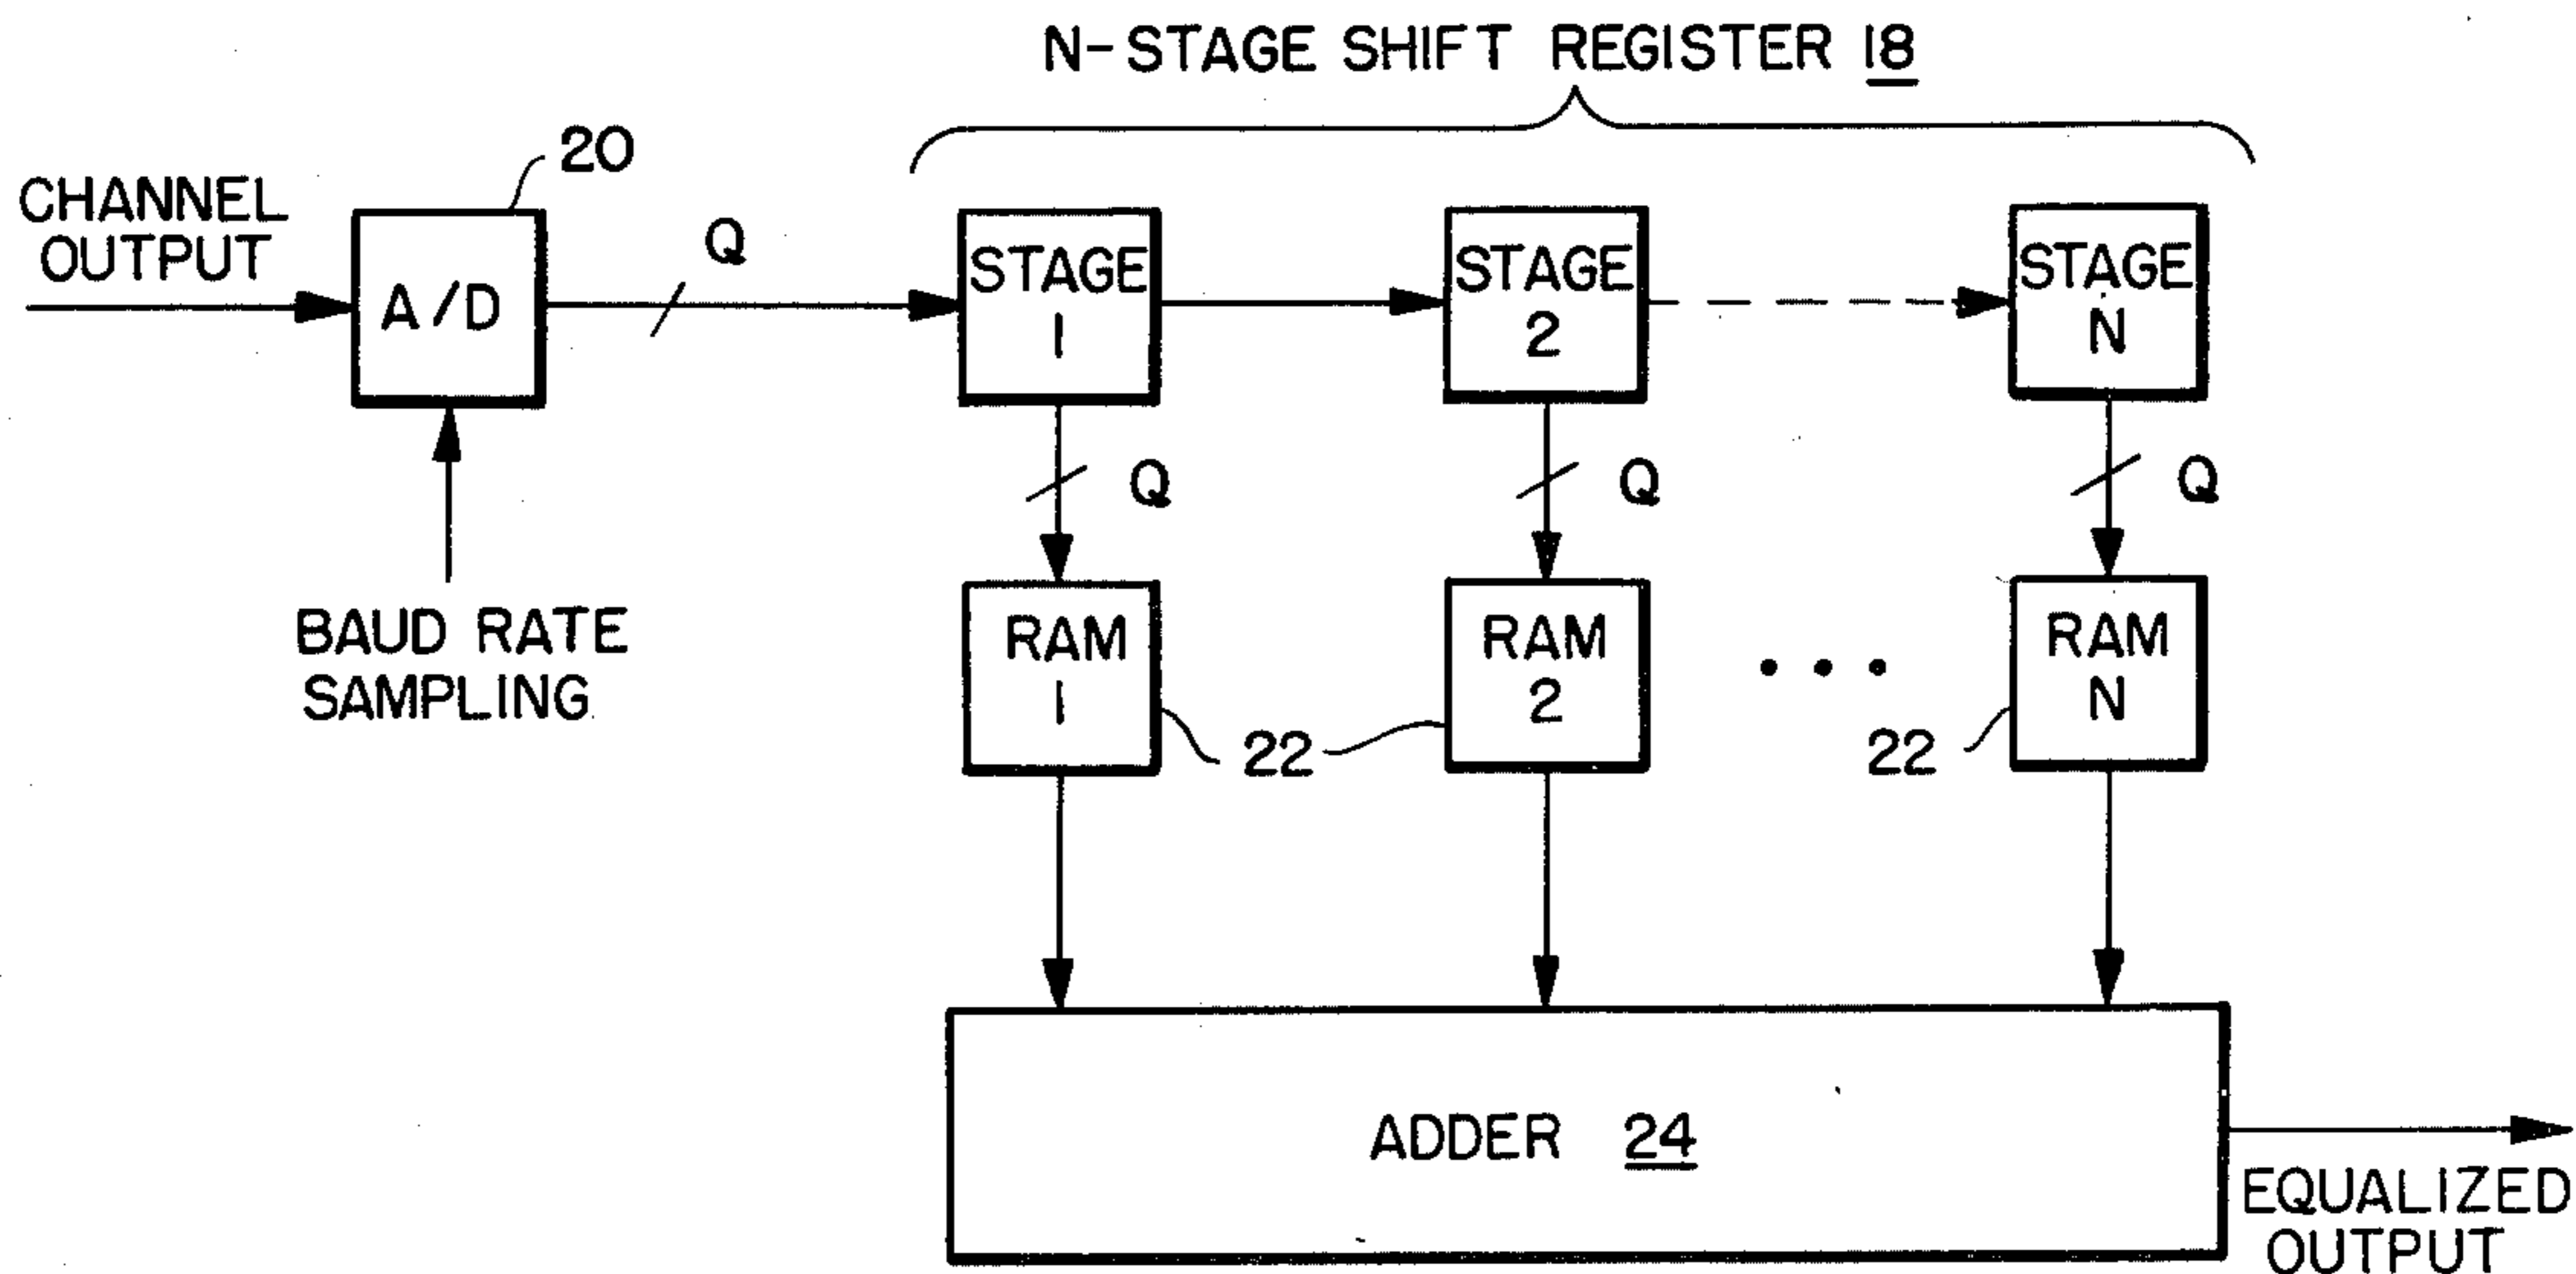 N-STAGE SHIFT REGISTER 18
20
CHANNEL
OUTPUT
A/D
Q
STAGE
1
STAGE
2
STAGE
N
Q
Q
Q
BAUD RATE
SAMPLING
RAM
1
RAM
2
RAM
N
22
22
ADDER 24
EQUALIZED
OUTPUT